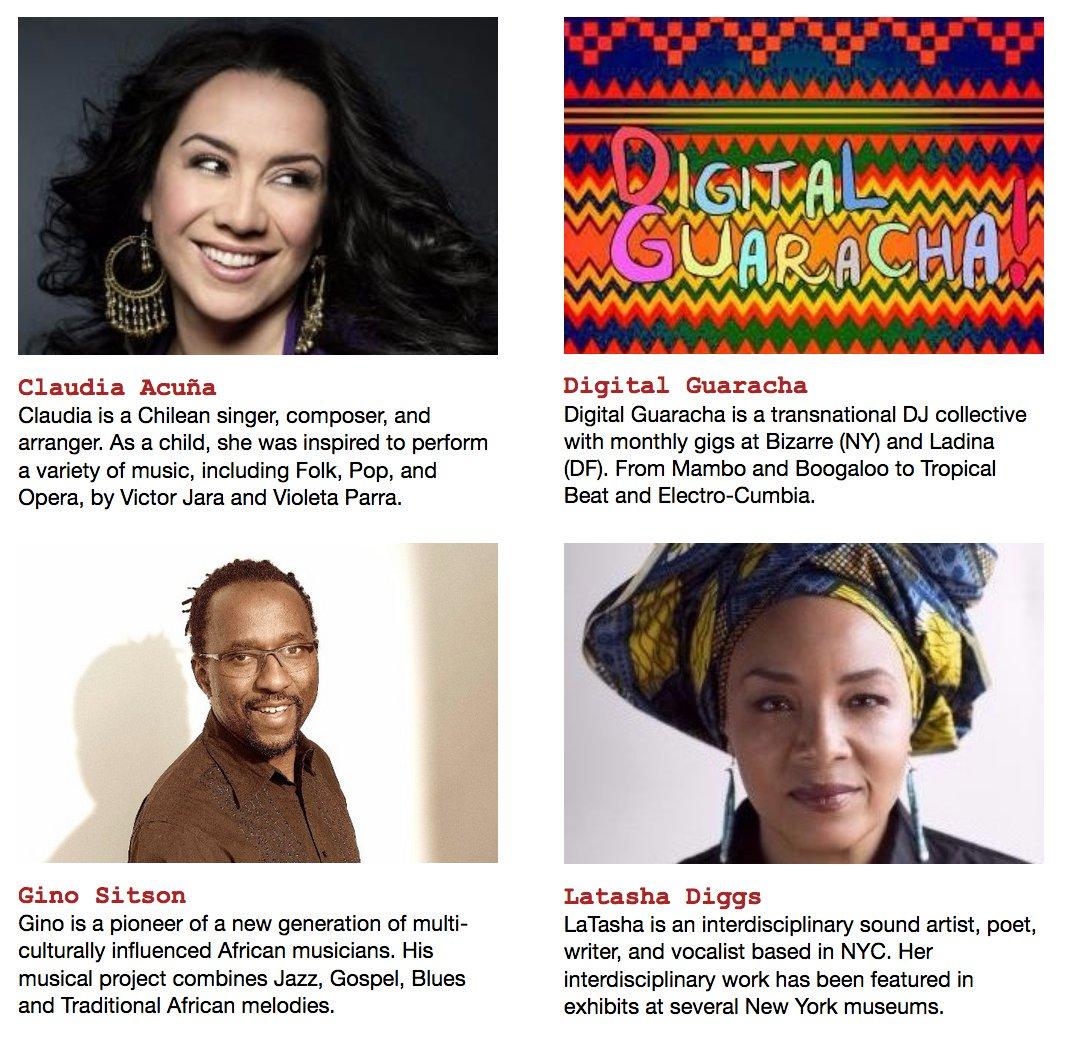 DIGITAL
GUARACHA!
Claudia Acuña
Claudia is a Chilean singer, composer, and
arranger. As a child, she was inspired to perform
a variety of music, including Folk, Pop, and
Opera, by Victor Jara and Violeta Parra.
Digital Guaracha
Digital Guaracha is a transnational DJ collective
with monthly gigs at Bizarre (NY) and Ladina
(DF). From Mambo and Boogaloo to Tropical
Beat and Electro-Cumbia.
Gino Sitson
Gino is a pioneer of a new generation of multi-
culturally influenced African musicians. His
musical project combines Jazz, Gospel, Blues
and Traditional African melodies.
Latasha Diggs
LaTasha is an interdisciplinary sound artist, poet,
writer, and vocalist based in NYC. Her
interdisciplinary work has been featured in
exhibits at several New York museums.